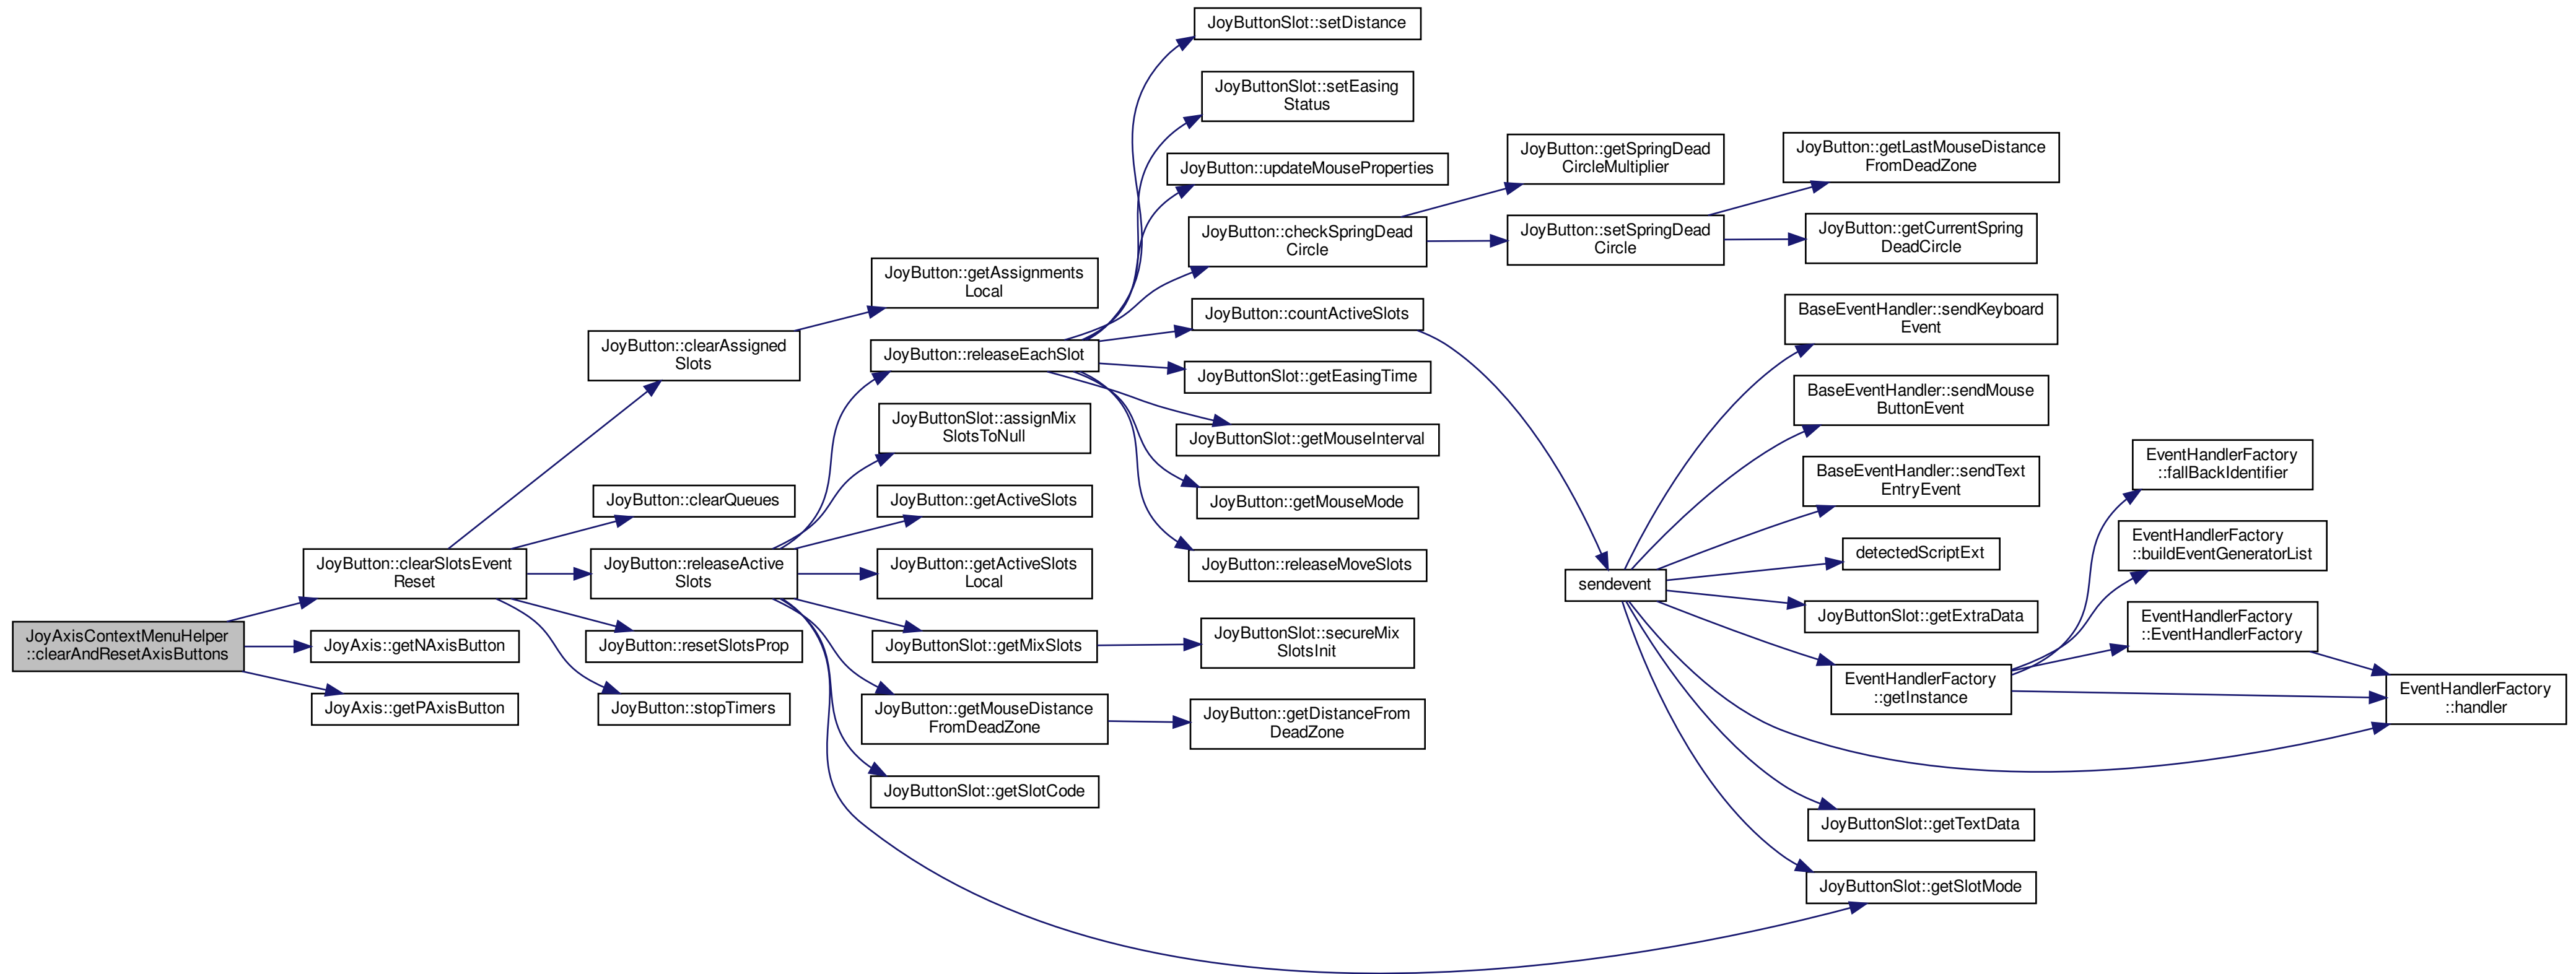 JoyAxisContextMenuHelper
::clearAndResetAxisButtons
JoyButton::clearSlotsEvent
Reset
JoyAxis::getNAxisButton
JoyAxis::getPAxisButton
JoyButton::clearAssigned
Slots
JoyButton::clearQueues
JoyButton::releaseActive
Slots
JoyButton::resetSlotsProp
JoyButton::stopTimers
JoyButton::getAssignments
Local
JoyButton::releaseEachSlot
JoyButtonSlot::assignMix
SlotsToNull
JoyButton::getActiveSlots
JoyButton::getActiveSlots
Local
JoyButtonSlot::getMixSlots
JoyButton::getMouseDistance
FromDeadZone
JoyButtonSlot::getSlotCode
JoyButtonSlot::setDistance
JoyButtonSlot::setEasing
Status
JoyButton::updateMouseProperties
JoyButton::checkSpringDead
Circle
JoyButton::countActiveSlots
JoyButtonSlot::getEasingTime
JoyButtonSlot::getMouseInterval
JoyButton::getMouseMode
JoyButton::releaseMoveSlots
JoyButtonSlot::secureMix
SlotsInit
JoyButton::getDistanceFrom
DeadZone
JoyButton::getSpringDead
CircleMultiplier
JoyButton::setSpringDead
Circle
sendevent
JoyButton::getLastMouseDistance
FromDeadZone
JoyButton::getCurrentSpring
DeadCircle
BaseEventHandler::sendKeyboard
Event
BaseEventHandler::sendMouse
ButtonEvent
BaseEventHandler::sendText
EntryEvent
detectedScriptExt
JoyButtonSlot::getExtraData
EventHandlerFactory
::getInstance
JoyButtonSlot::getTextData
JoyButtonSlot::getSlotMode
EventHandlerFactory
::fallBackIdentifier
EventHandlerFactory
::buildEventGeneratorList
EventHandlerFactory
::EventHandlerFactory
EventHandlerFactory
::handler